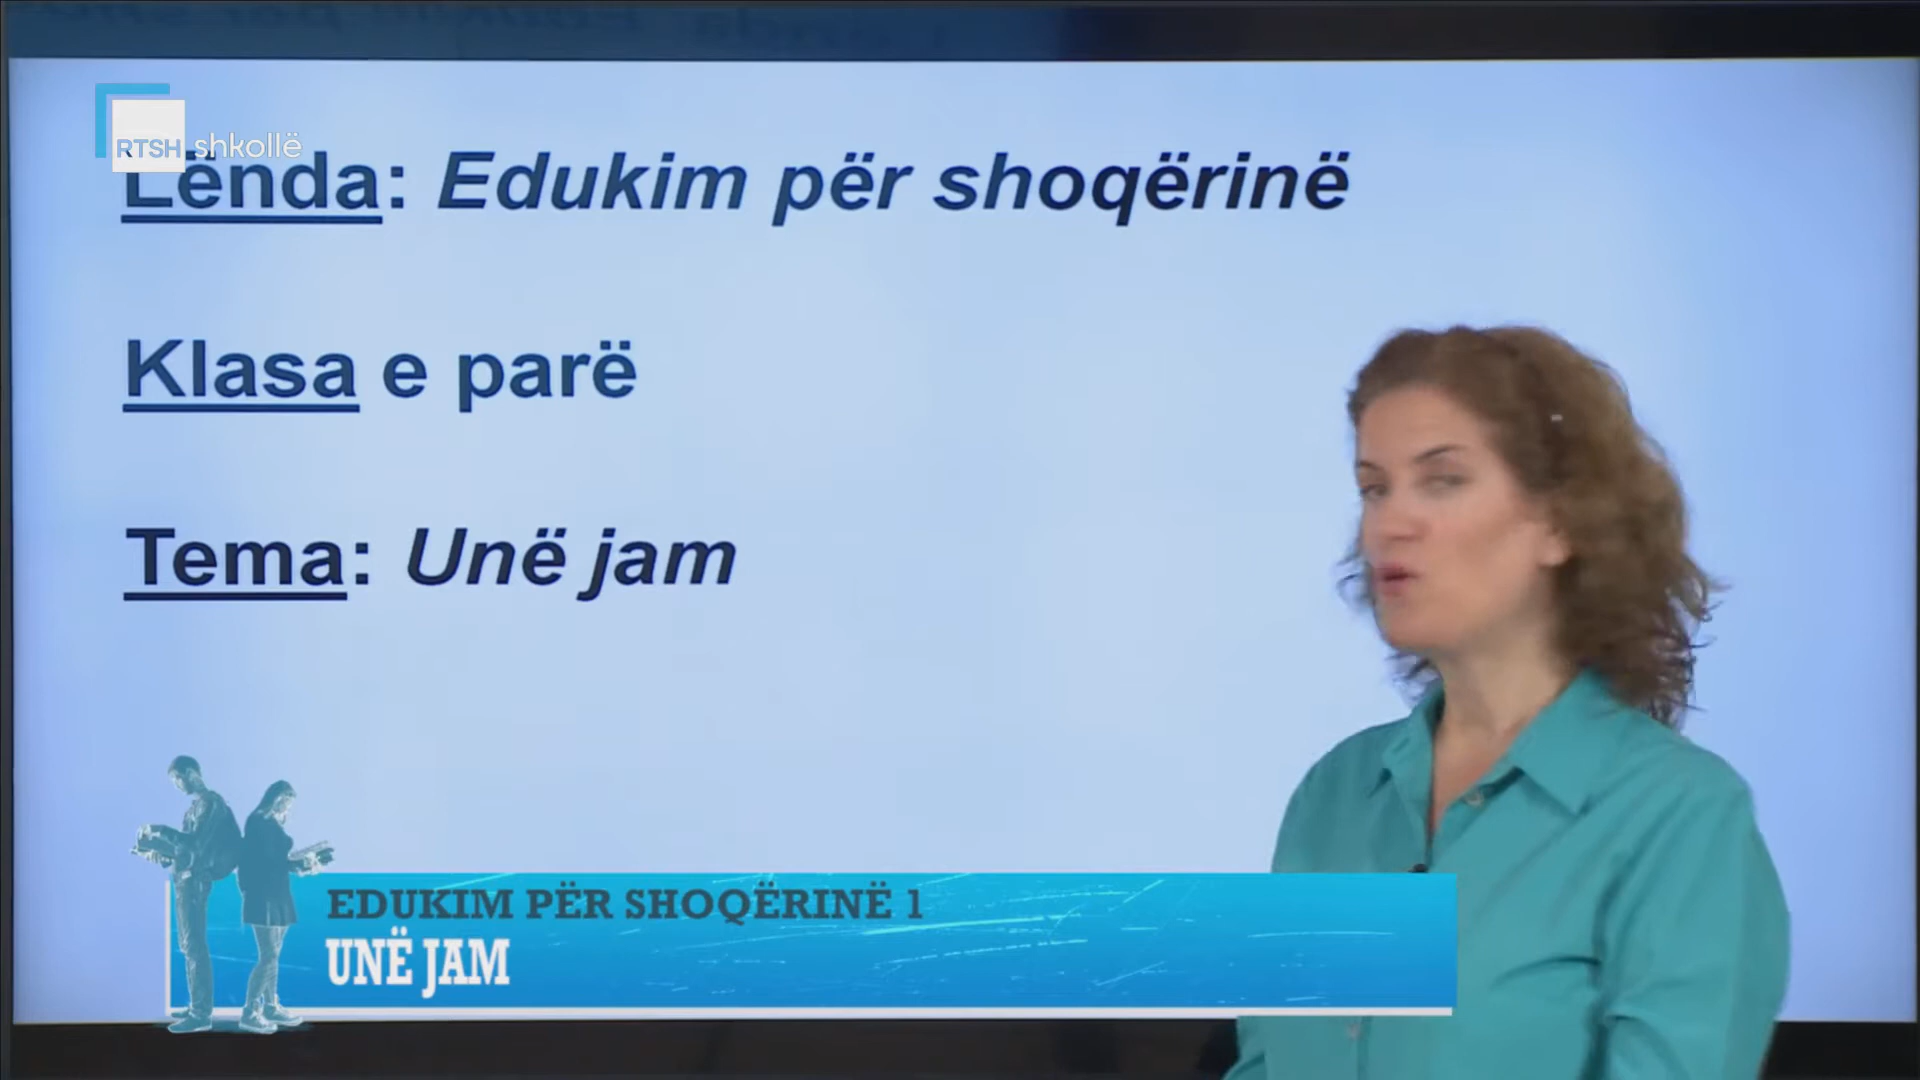 RTSH shkollë
Lënda: Edukim për shoqërinë
Klasa e parë
Tema: Unë jam
EDUKIM PËR SHOQËRINË 1
UNË JAM